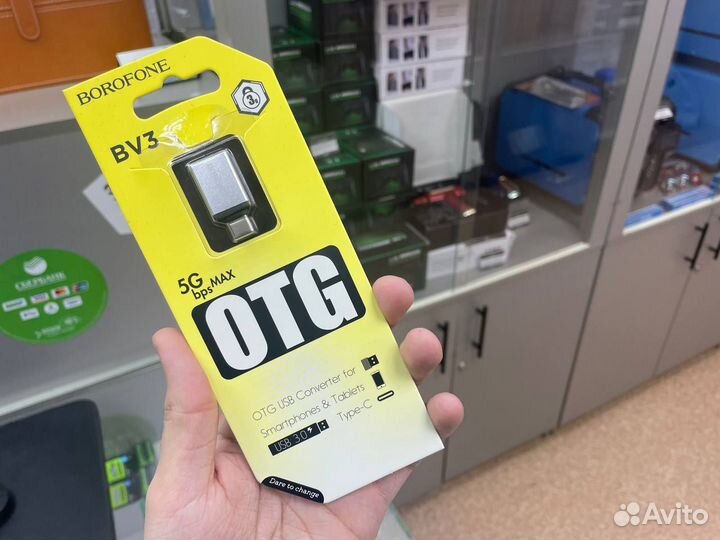 BOROFONE
BV3
5G
bps MAX
OTG
OTG USB Converter for
Smartphones & Tablets
USB 3.0
Type-C
Dare to change
СБЕРБАНК
Avito